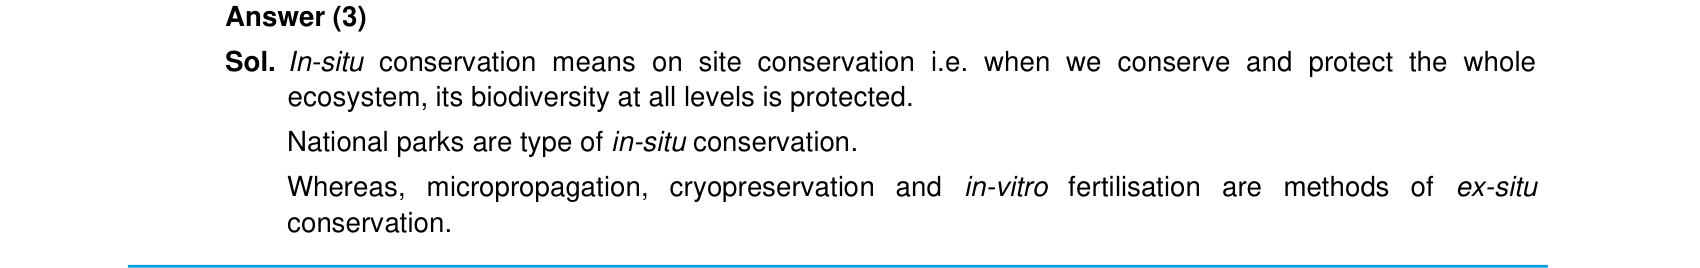 Answer (3)
Sol. In-situ conservation means on site conservation i.e. when we conserve and protect the whole
ecosystem, its biodiversity at all levels is protected.
National parks are type of in-situ conservation.
Whereas, micropropagation, cryopreservation and in-vitro fertilisation are methods of ex-situ
conservation.